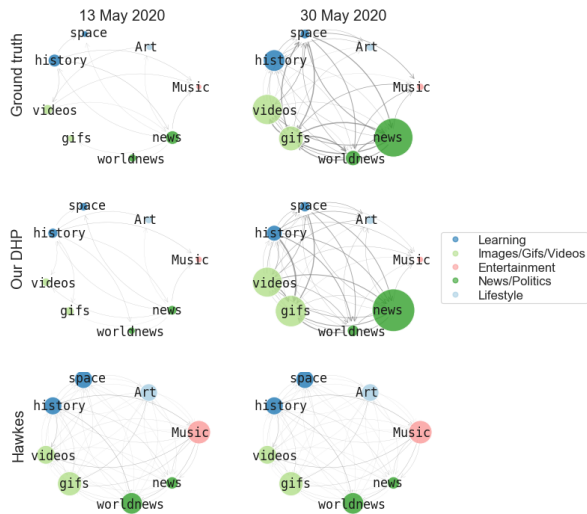 13 May 2020
30 May 2020
Ground truth
space
Art
history
Music
videos
gifs
news
worldnews
space
Art
history
Music
videos
gifs
news
worldnews
Our DHP
space
Art
history
Music
videos
gifs
news
worldnews
space
Art
history
Music
videos
gifs
news
worldnews
Learning
Images/Gifs/Videos
Entertainment
News/Politics
Lifestyle
Hawkes
space
Art
history
Music
videos
gifs
news
worldnews
space
Art
history
Music
videos
gifs
news
worldnews